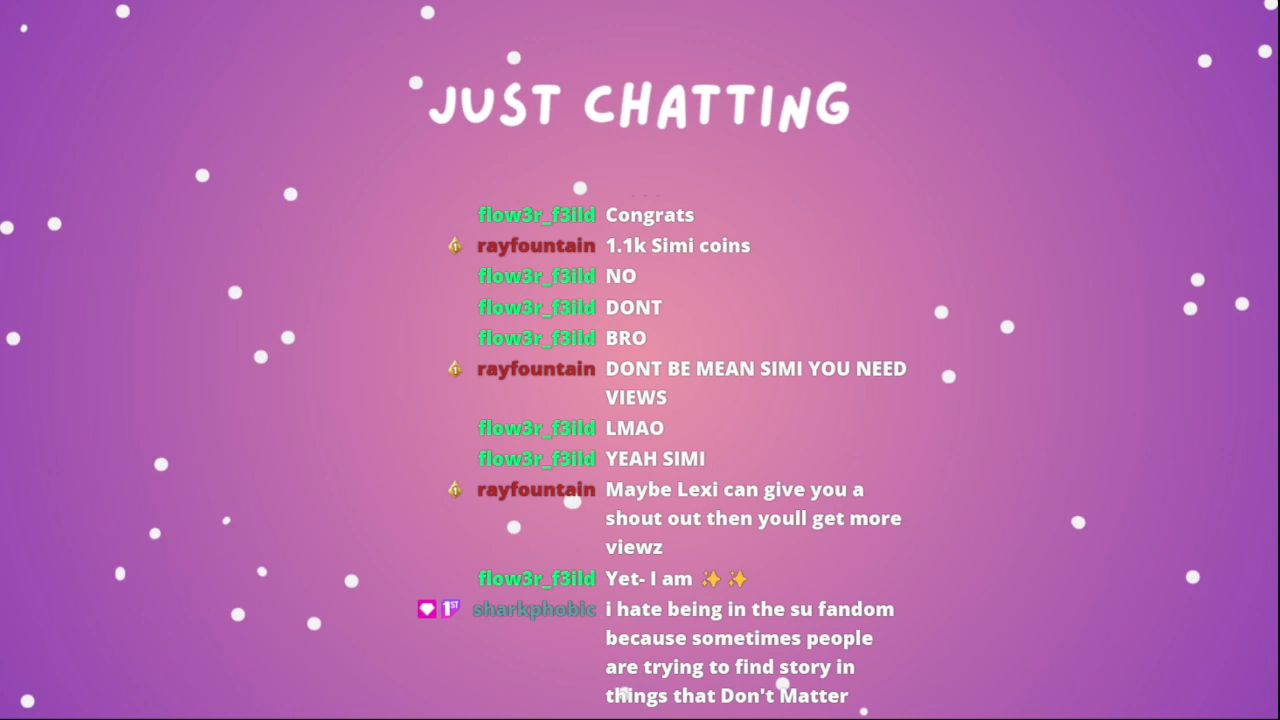 JUST CHATTING
flow3r_f3ild Congrats
rayfountain 1.1k Simi coins
flow3r_f3ild NO
flow3r_f3ild DONT
flow3r_f3ild BRO
rayfountain DONT BE MEAN SIMI YOU NEED
VIEWS
flow3r_f3ild LMAO
flow3r_f3ild YEAH SIMI
rayfountain Maybe Lexi can give you a
shout out then youll get more
viewz
flow3r_f3ild Yet- I am ✨ ✨
1ST sharkphobic i hate being in the su fandom
because sometimes people
are trying to find story in
things that Don't Matter